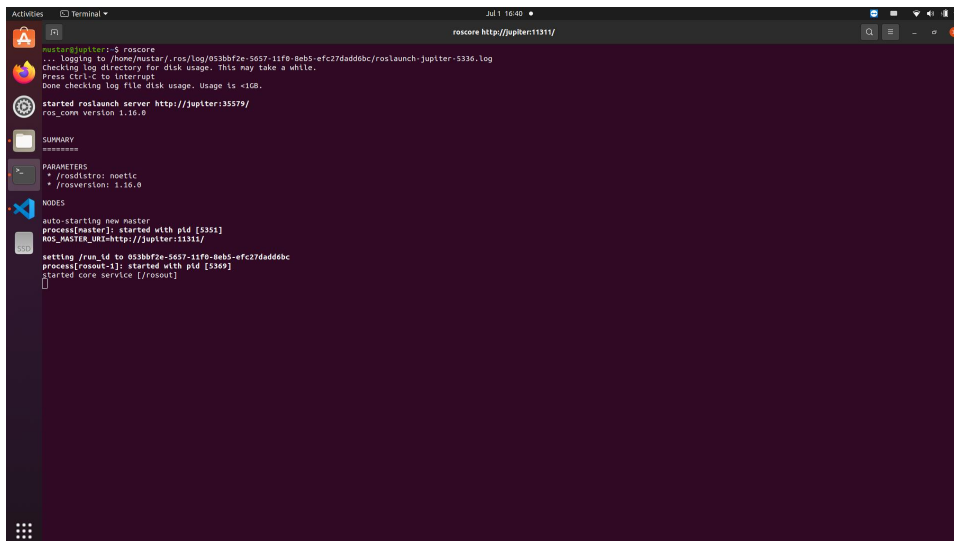 Activities
Terminal
Jul 1 16:40
roscore http://jupiter:11311/
mustar@jupiter:~$ roscore
... logging to /home/mustar/.ros/log/053bbf2e-5657-11f0-8eb5-efc27dadd6bc/roslaunch-jupiter-5336.log
Checking log directory for disk usage. This may take a while.
Press Ctrl-C to interrupt
Done checking log file disk usage. Usage is <1GB.
started roslaunch server http://jupiter:35579/
ros_comm version 1.16.0
SUMMARY
========
PARAMETERS
* /rosdistro: noetic
* /rosversion: 1.16.0
NODES
auto-starting new master
process[master]: started with pid [5351]
ROS_MASTER_URI=http://jupiter:11311/
setting /run_id to 053bbf2e-5657-11f0-8eb5-efc27dadd6bc
process[rosout-1]: started with pid [5369]
started core service [/rosout]
SSD